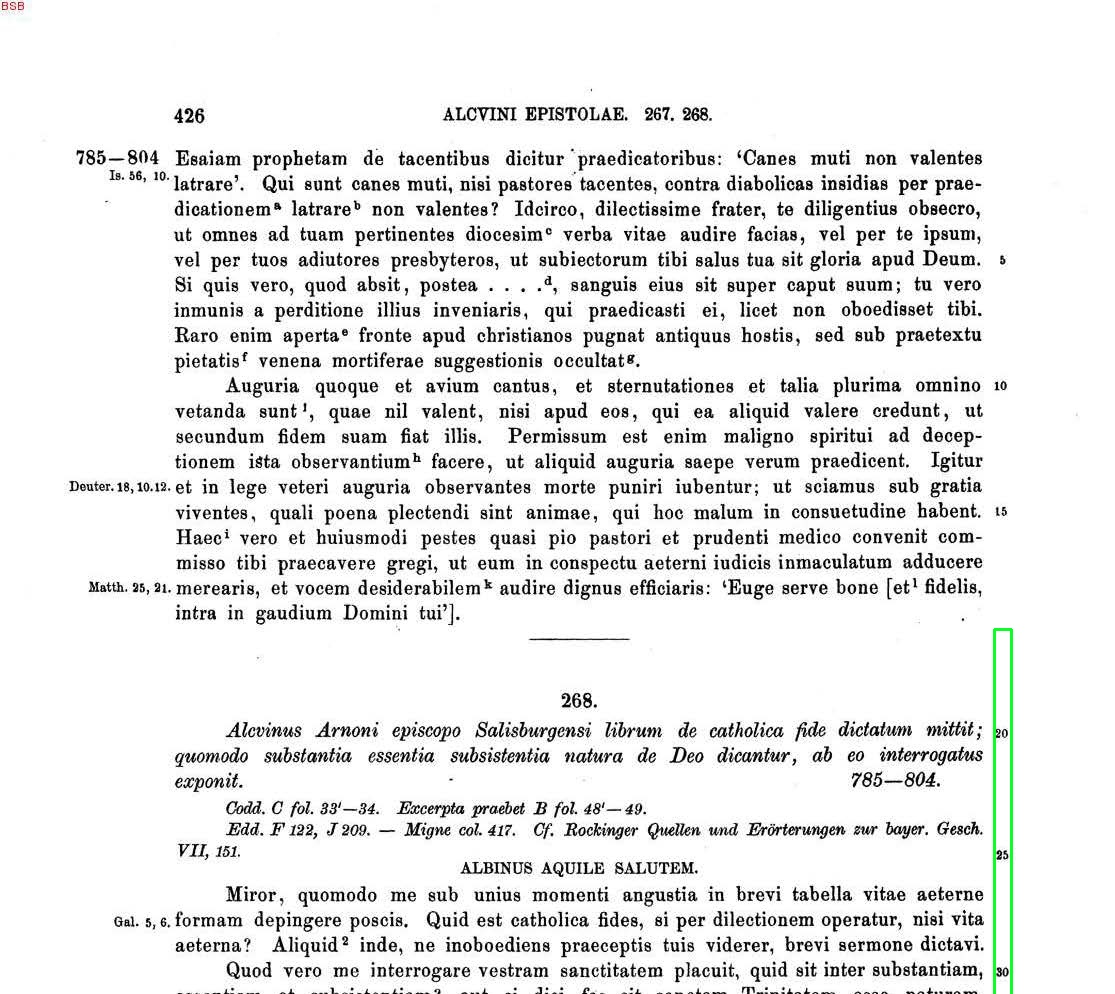 BSB
426 ALCVINI EPISTOLAE. 267. 268.
785—804 Esaiam prophetam de tacentibus dicitur praedicatoribus: ‘Canes muti non valentes
Is. 56, 10. latrare’. Qui sunt canes muti, nisi pastores tacentes, contra diabolicas insidias per prae-
dicationemᵃ latrareᵇ non valentes? Idcirco, dilectissime frater, te diligentius obsecro,
ut omnes ad tuam pertinentes diocesimᶜ verba vitae audire facias, vel per te ipsum,
vel per tuos adiutores presbyteros, ut subiectorum tibi salus tua sit gloria apud Deum. 5
Si quis vero, quod absit, postea . . . .ᵈ, sanguis eius sit super caput suum; tu vero
inmunis a perditione illius inveniaris, qui praedicasti ei, licet non oboedisset tibi.
Raro enim apertaᵉ fronte apud christianos pugnat antiquus hostis, sed sub praetextu
pietatisᶠ venena mortiferae suggestionis occultatᵍ.
Auguria quoque et avium cantus, et sternutationes et talia plurima omnino 10
vetanda sunt¹, quae nil valent, nisi apud eos, qui ea aliquid valere credunt, ut
secundum fidem suam fiat illis. Permissum est enim maligno spiritui ad decep-
tionem ista observantiumʰ facere, ut aliquid auguria saepe verum praedicent. Igitur
Deuter. 18, 10. 12. et in lege veteri auguria observantes morte puniri iubentur; ut sciamus sub gratia
viventes, quali poena plectendi sint animae, qui hoc malum in consuetudine habent. 15
Haecⁱ vero et huiusmodi pestes quasi pio pastori et prudenti medico convenit com-
misso tibi praecavere gregi, ut eum in conspectu aeterni iudicis inmaculatum adducere
Matth. 25, 21. merearis, et vocem desiderabilemᵏ audire dignus efficiaris: ‘Euge serve bone [etˡ fidelis,
intra in gaudium Domini tui’].
268.
Alcvinus Arnoni episcopo Salisburgensi librum de catholica fide dictatum mittit; 20
quomodo substantia essentia subsistentia natura de Deo dicantur, ab eo interrogatus
exponit. 785—804.
Codd. C fol. 33'—34. Excerpta praebet B fol. 48'—49.
Edd. F 122, J 209. — Migne col. 417. Cf. Rockinger Quellen und Erörterungen zur bayer. Gesch.
VII, 151. 25
ALBINUS AQUILE SALUTEM.
Miror, quomodo me sub unius momenti angustia in brevi tabella vitae aeterne
Gal. 5, 6. formam depingere poscis. Quid est catholica fides, si per dilectionem operatur, nisi vita
aeterna? Aliquid² inde, ne inoboediens praeceptis tuis viderer, brevi sermone dictavi.
Quod vero me interrogare vestram sanctitatem placuit, quid sit inter substantiam, 30